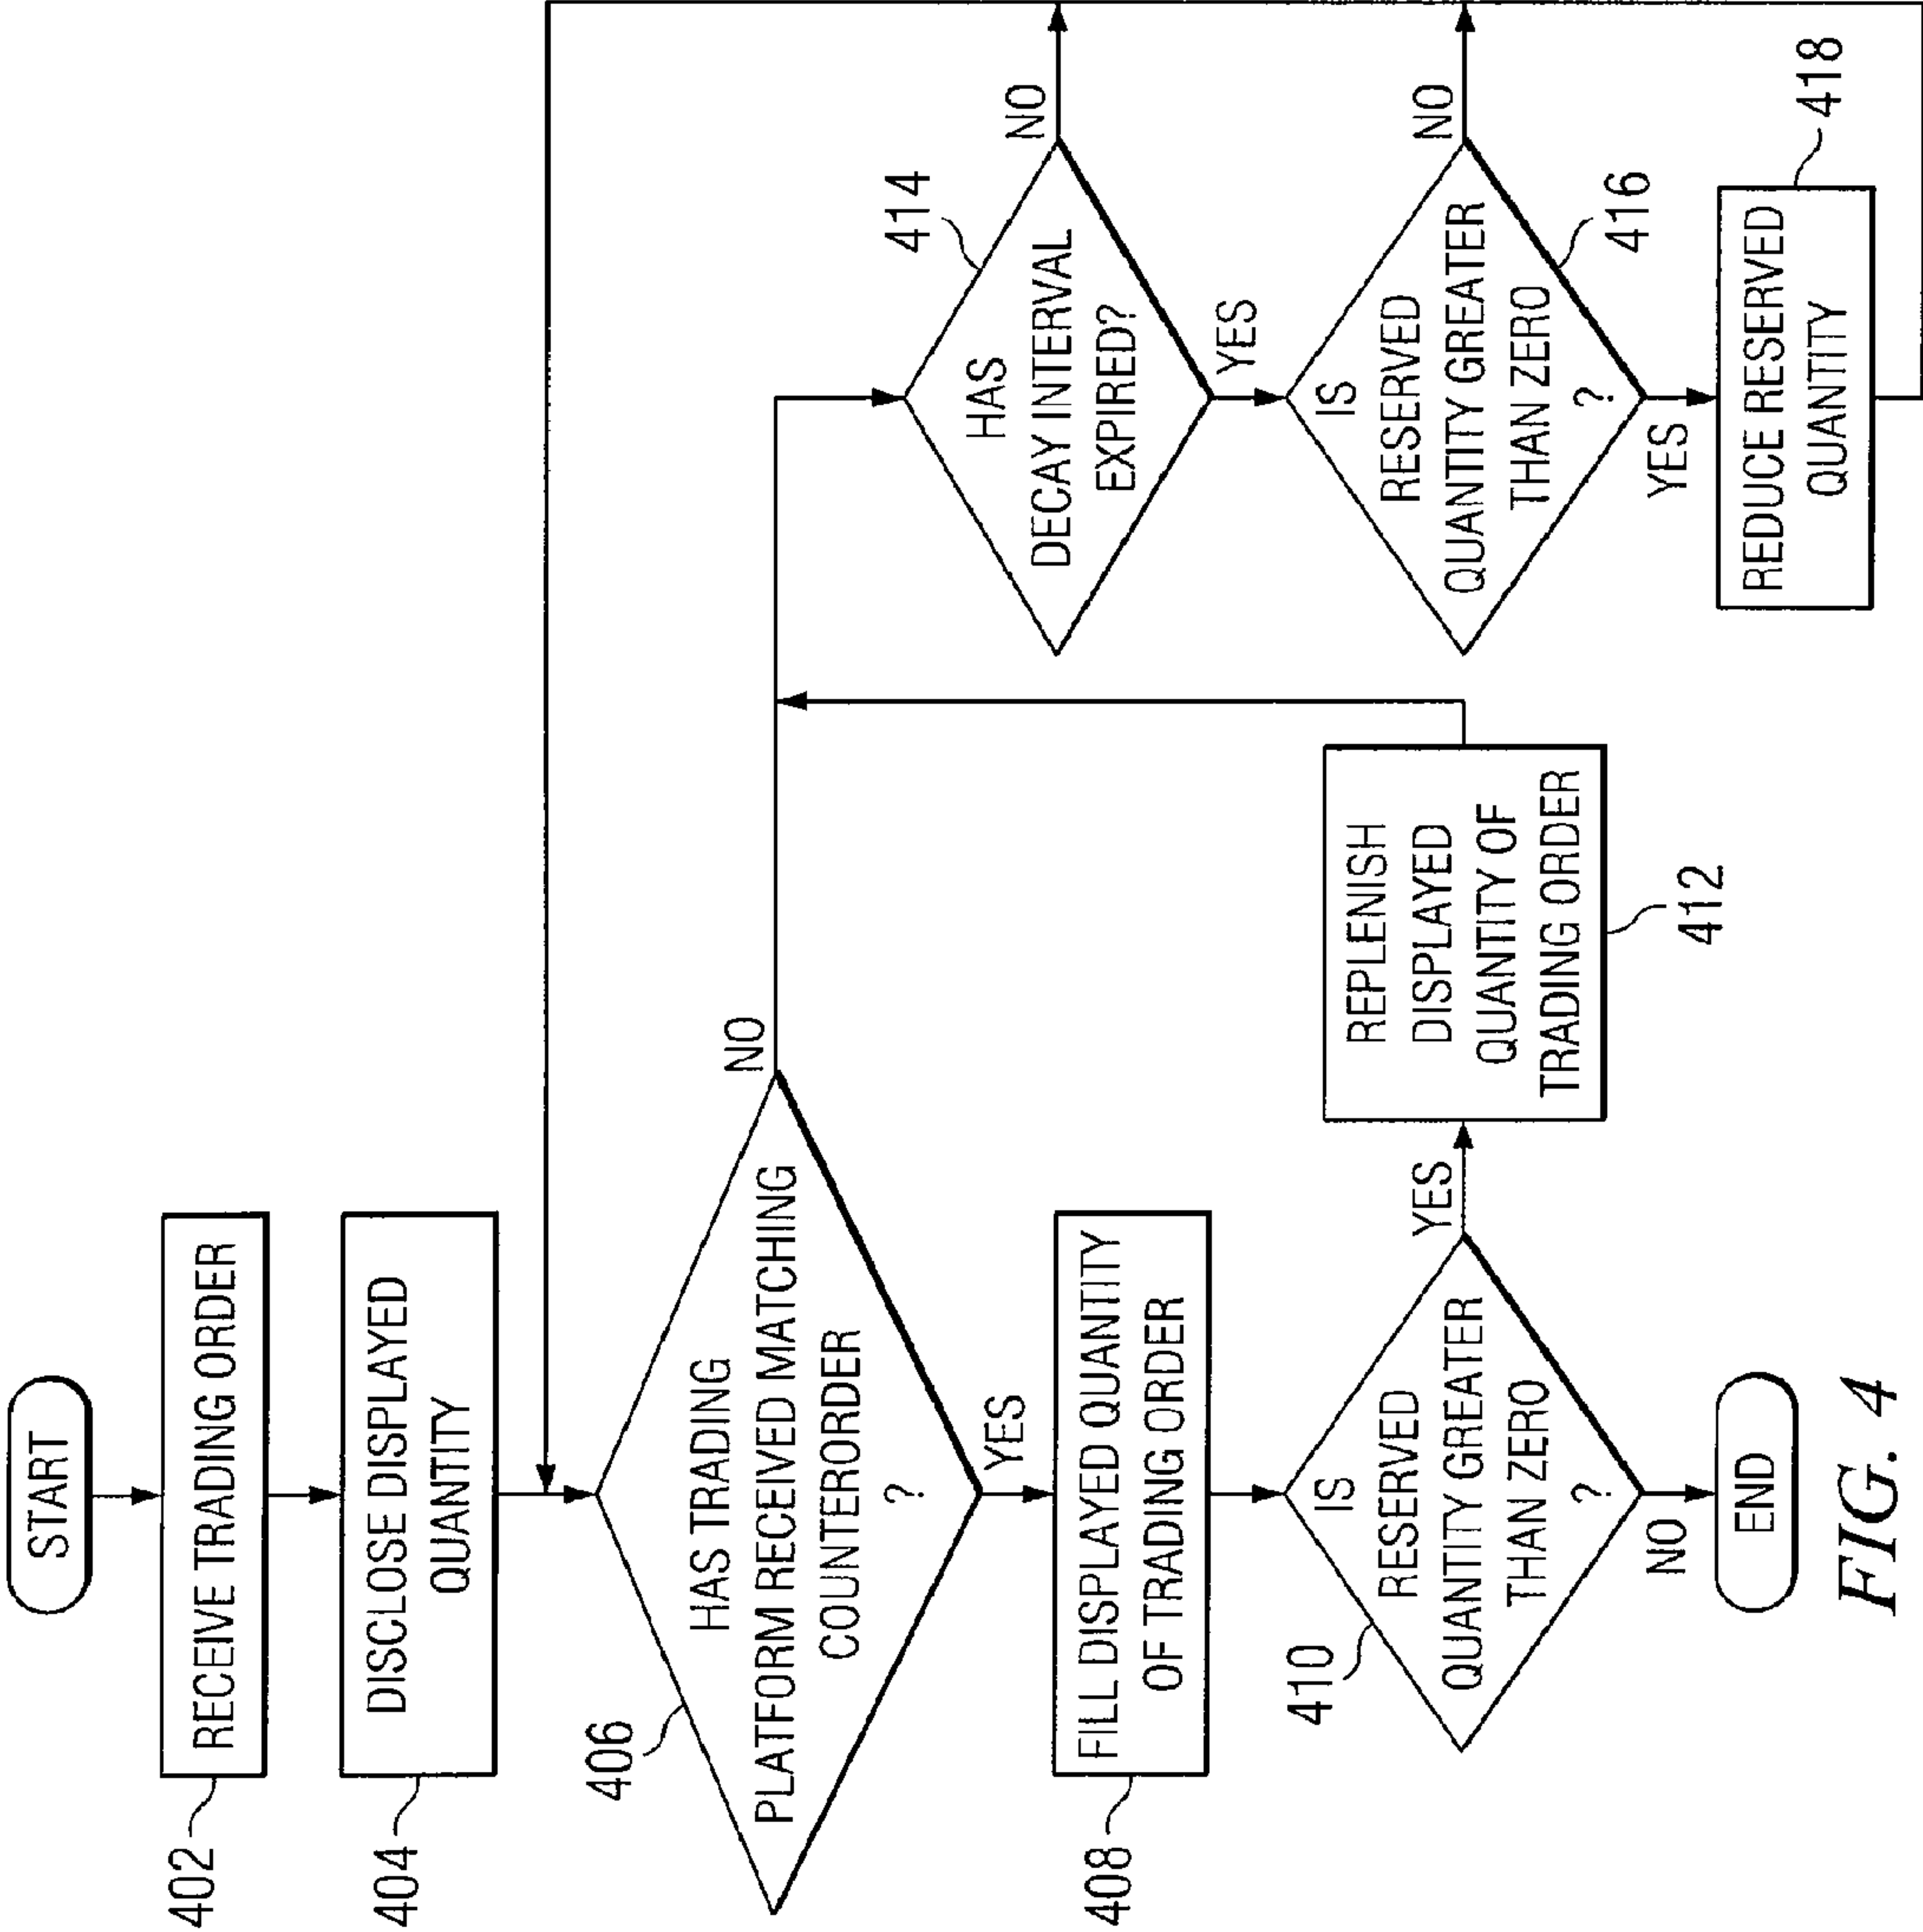 START
402
RECEIVE TRADING ORDER
404
DISCLOSE DISPLAYED
QUANTITY
406
HAS TRADING
PLATFORM RECEIVED MATCHING
COUNTERORDER
?
NO
YES
408
FILL DISPLAYED QUANTITY
OF TRADING ORDER
410
IS
RESERVED
QUANTITY GREATER
THAN ZERO
?
YES
NO
END
REPLENISH
DISPLAYED
QUANTITY OF
TRADING ORDER
412
414
HAS
DECAY INTERVAL
EXPIRED?
NO
YES
IS
RESERVED
QUANTITY GREATER
THAN ZERO
?
416
NO
YES
REDUCE RESERVED
QUANTITY
418
FIG. 4